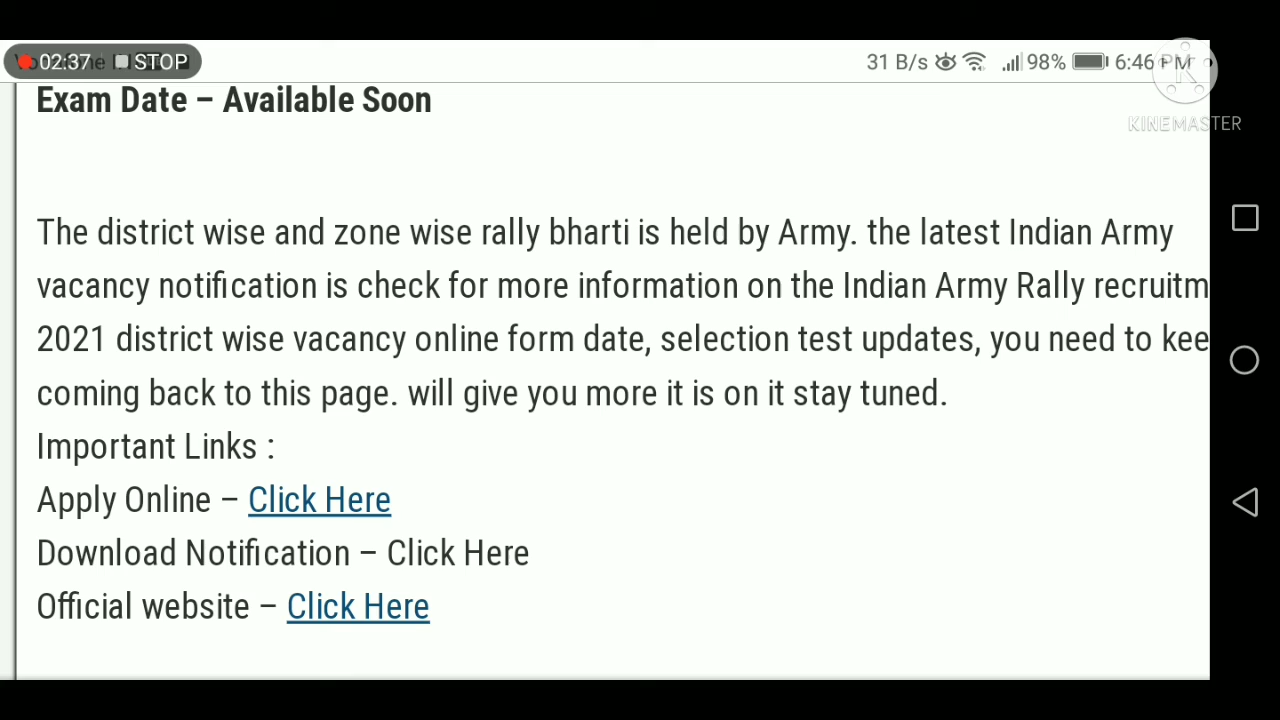 02:37 STOP
31 B/s 98% 6:46 PM
KINEMASTER
Exam Date – Available Soon
The district wise and zone wise rally bharti is held by Army. the latest Indian Army
vacancy notification is check for more information on the Indian Army Rally recruitm
2021 district wise vacancy online form date, selection test updates, you need to kee
coming back to this page. will give you more it is on it stay tuned.
Important Links :
Apply Online – Click Here
Download Notification – Click Here
Official website – Click Here